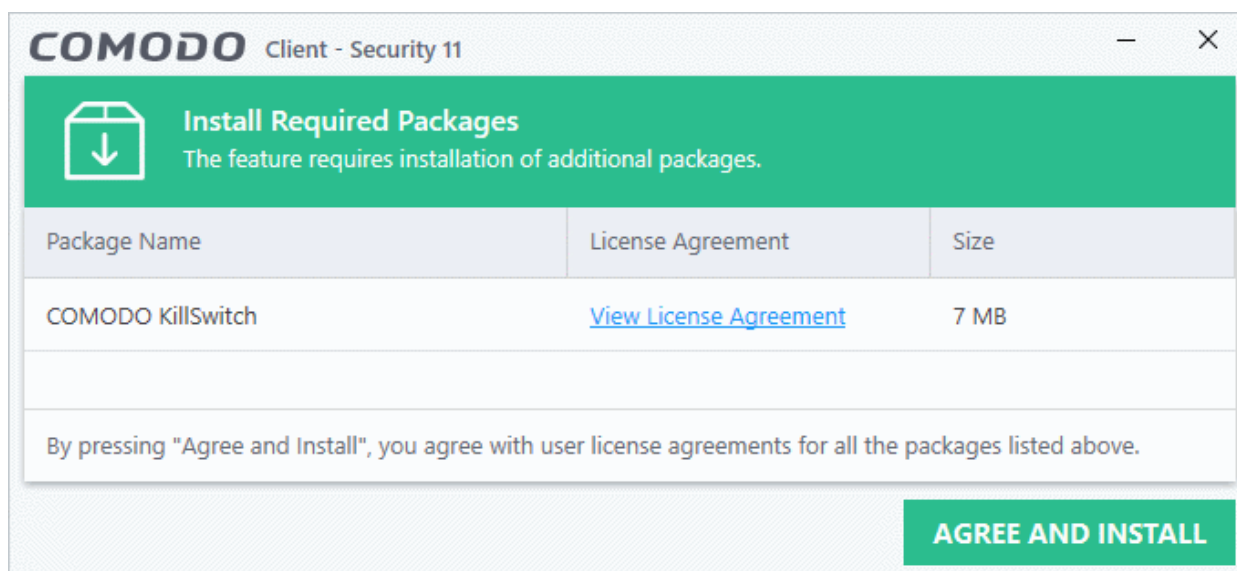 COMODO Client - Security 11
Install Required Packages
The feature requires installation of additional packages.
Package Name License Agreement Size
COMODO KillSwitch View License Agreement 7 MB
By pressing "Agree and Install", you agree with user license agreements for all the packages listed above.
AGREE AND INSTALL